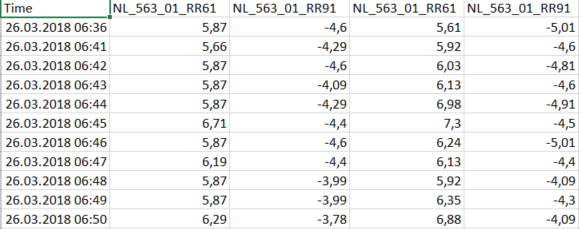 Time NL_563_01_RR61 NL_563_01_RR91 NL_563_01_RR61 NL_563_01_RR91
26.03.2018 06:36 5,87 -4,6 5,61 -5,01
26.03.2018 06:41 5,66 -4,29 5,92 -4,6
26.03.2018 06:42 5,87 -4,6 6,03 -4,81
26.03.2018 06:43 5,87 -4,09 6,13 -4,6
26.03.2018 06:44 5,87 -4,29 6,98 -4,91
26.03.2018 06:45 6,71 -4,4 7,3 -4,5
26.03.2018 06:46 5,87 -4,6 6,24 -5,01
26.03.2018 06:47 6,19 -4,4 6,13 -4,4
26.03.2018 06:48 5,87 -3,99 5,92 -4,09
26.03.2018 06:49 5,87 -3,99 6,35 -4,3
26.03.2018 06:50 6,29 -3,78 6,88 -4,09